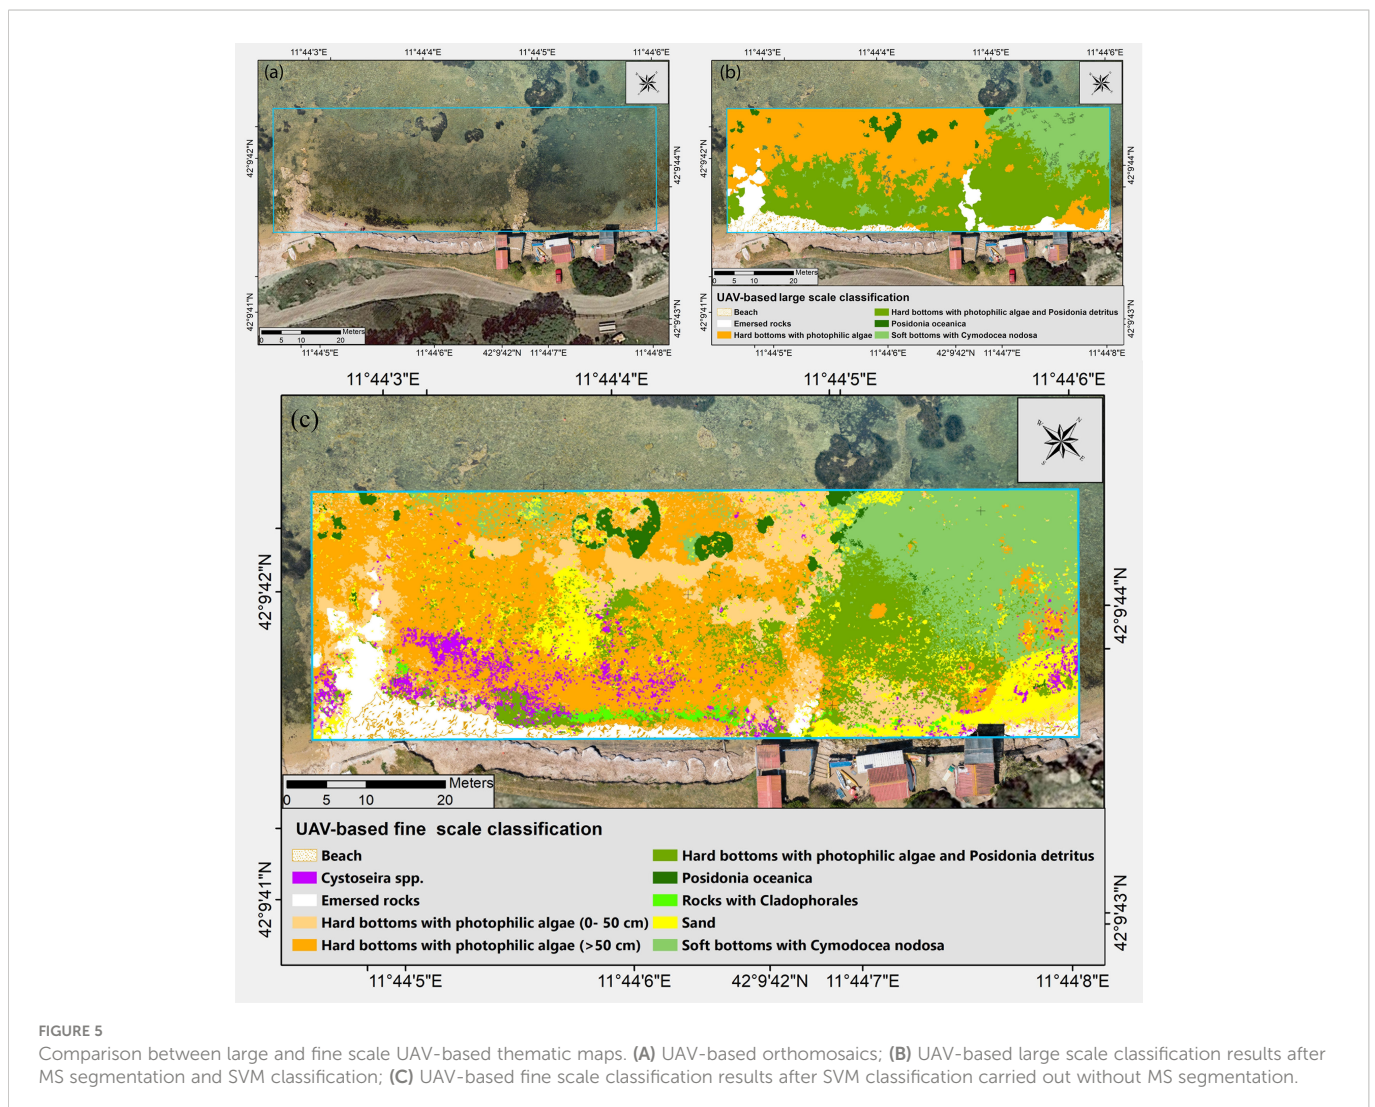 11°44'3"E 11°44'4"E 11°44'5"E 11°44'6"E
(a)
42°9'42"N
42°9'44"N
42°9'41"N
42°9'43"N
Meters
0 5 10 20
11°44'5"E 11°44'6"E 42°9'42"N 11°44'7"E 11°44'8"E
11°44'3"E 11°44'4"E 11°44'5"E 11°44'6"E
(b)
42°9'42"N
42°9'44"N
42°9'41"N
42°9'43"N
Meters
0 5 10 20
UAV-based large scale classification
Beach
Emersed rocks
Hard bottoms with photophilic algae
Hard bottoms with photophilic algae and Posidonia detritus
Posidonia oceanica
Soft bottoms with Cymodocea nodosa
11°44'5"E 11°44'6"E 42°9'42"N 11°44'7"E 11°44'8"E
11°44'3"E 11°44'4"E 11°44'5"E 11°44'6"E
(c)
W N
S E
42°9'42"N
42°9'44"N
42°9'41"N
42°9'43"N
Meters
0 5 10 20
UAV-based fine scale classification
Beach
Cystoseira spp.
Emersed rocks
Hard bottoms with photophilic algae (0- 50 cm)
Hard bottoms with photophilic algae (>50 cm)
Hard bottoms with photophilic algae and Posidonia detritus
Posidonia oceanica
Rocks with Cladophorales
Sand
Soft bottoms with Cymodocea nodosa
11°44'5"E 11°44'6"E 42°9'42"N 11°44'7"E 11°44'8"E
FIGURE 5
Comparison between large and fine scale UAV-based thematic maps. (A) UAV-based orthomosaics; (B) UAV-based large scale classification results after
MS segmentation and SVM classification; (C) UAV-based fine scale classification results after SVM classification carried out without MS segmentation.